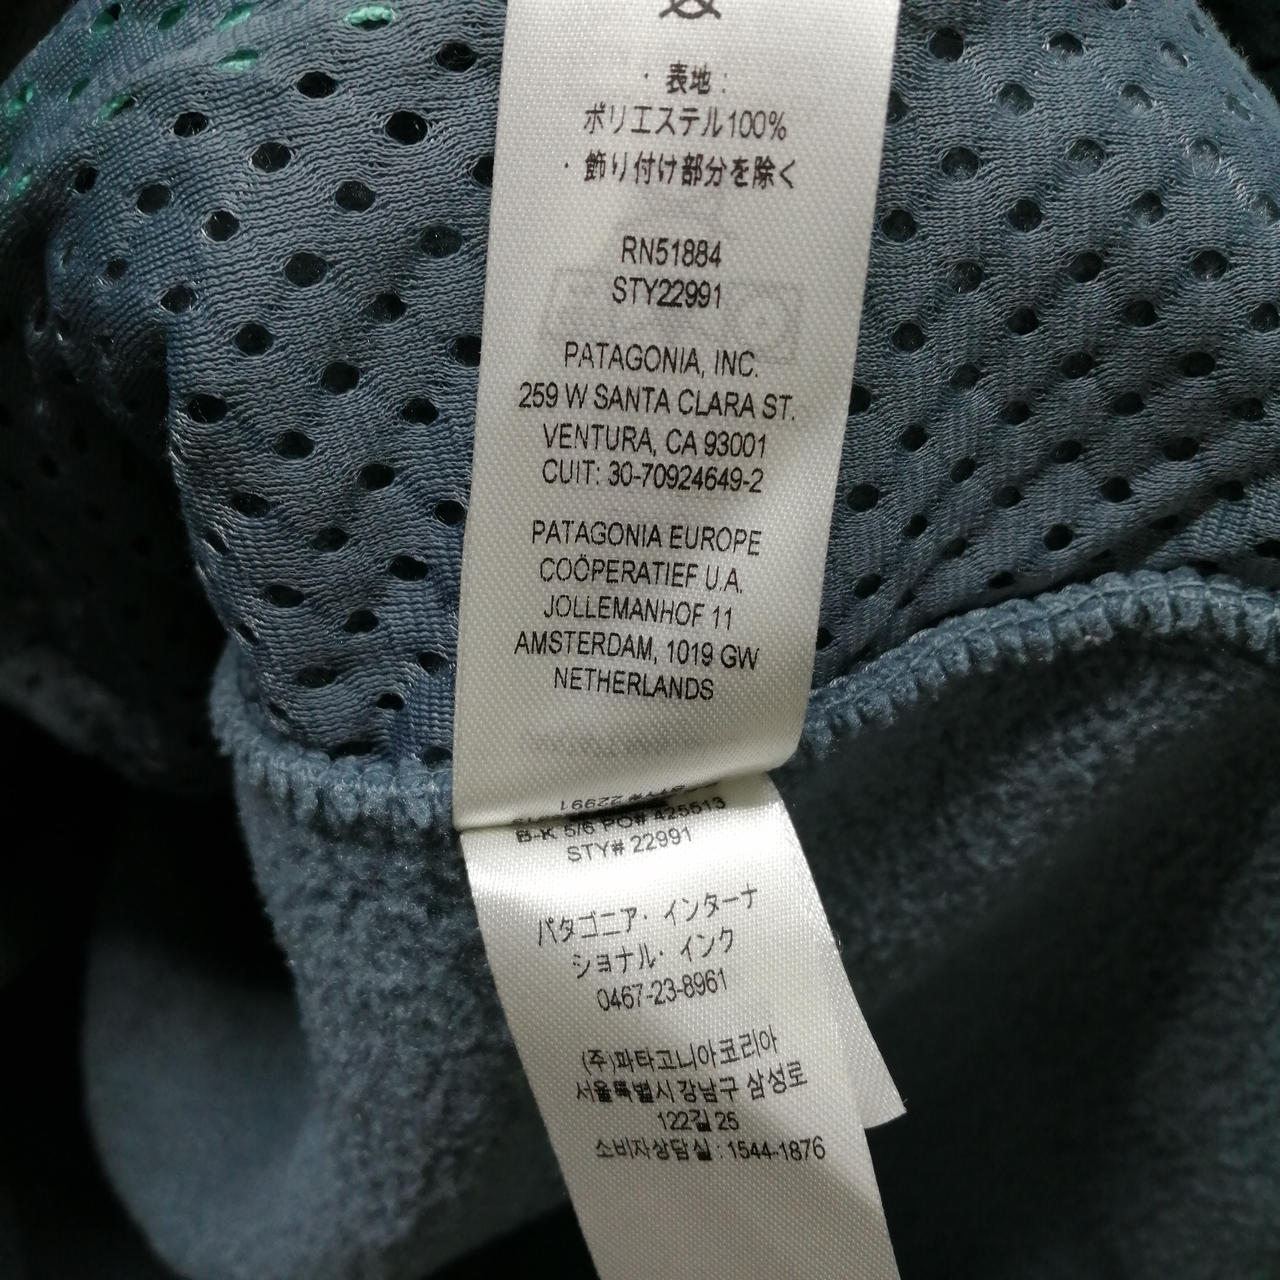 ・表地:
ポリエステル100%
・飾り付け部分を除く
RN51884
STY22991
PATAGONIA, INC.
259 W SANTA CLARA ST.
VENTURA, CA 93001
CUIT: 30-70924649-2
PATAGONIA EUROPE
COÖPERATIEF U.A.
JOLLEMANHOF 11
AMSTERDAM, 1019 GW
NETHERLANDS
22991
B-K 5/6 PO# 425513
STY# 22991
パタゴニア・インターナ
ショナル・インク
0467-23-8961
(주)파타고니아코리아
서울특별시 강남구 삼성로
122길 25
소비자상담실 : 1544-1876